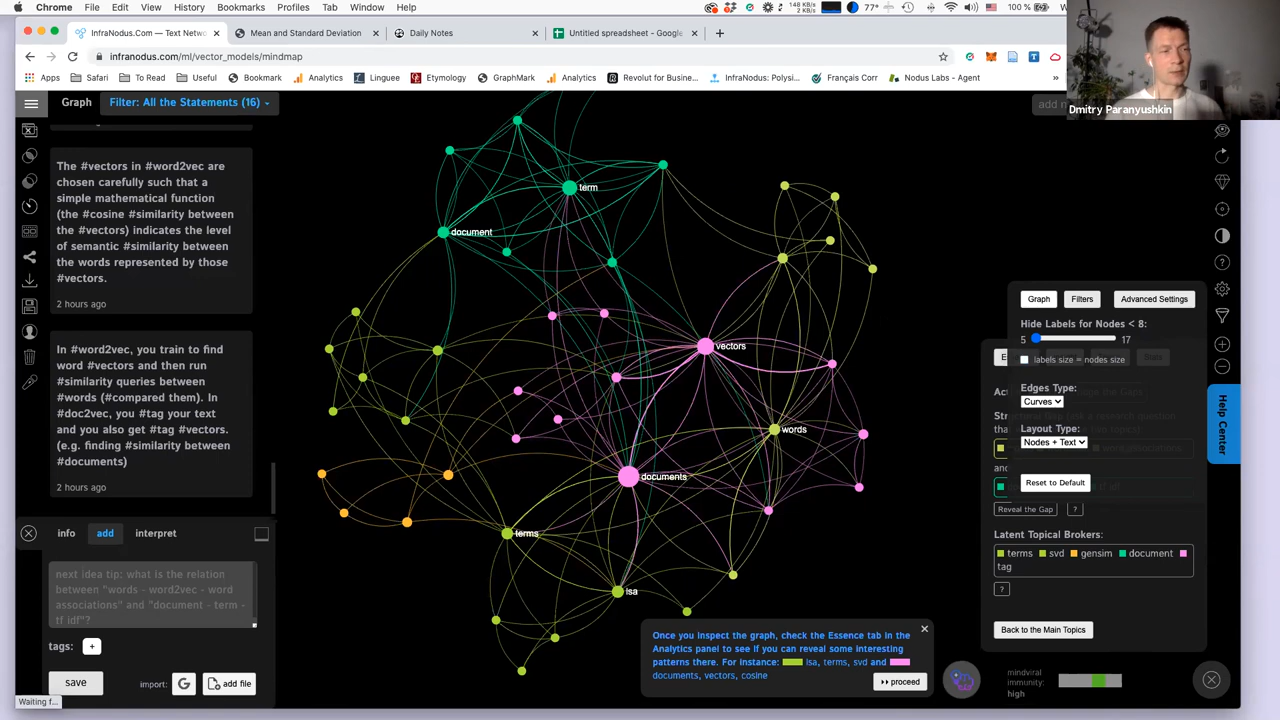 Chrome File Edit View History Bookmarks Profiles Tab Window Help
148 KB
2 KB/s
77°
100 %
InfraNodus.Com — Text Netw
Mean and Standard Deviation
Daily Notes
Untitled spreadsheet - Google
infranodus.com/ml/vector_models/mindmap
Apps Safari To Read Useful Bookmark Analytics Linguee Etymology GraphMark Analytics Revolut for Busine... InfraNodus: Polysi... Français Corr Nodus Labs - Agent
Dmitry Paranyushkin
Graph
Filter: All the Statements (16)
The #vectors in #word2vec are
chosen carefully such that a
simple mathematical function
(the #cosine #similarity between
the #vectors) indicates the level
of semantic #similarity between
the words represented by those
#vectors.
2 hours ago
In #word2vec, you train to find
word #vectors and then run
#similarity queries between
#words (#compared them). In
#doc2vec, you #tag your text
and you also get #tag #vectors.
(e.g. finding #similarity between
#documents)
2 hours ago
info add interpret
next idea tip: what is the relation
between "words - word2vec - word
associations" and "document - term -
tf idf"?
tags: +
save
import: G add file
Waiting f...
term
document
vectors
words
documents
terms
lsa
Once you inspect the graph, check the Essence tab in the
Analytics panel to see if you can reveal some interesting
patterns there. For instance: lsa, terms, svd and
documents, vectors, cosine
proceed
Graph Filters Advanced Settings
Hide Labels for Nodes < 8:
5 17
labels size = nodes size
Edges Type:
Curves
Layout Type:
Nodes + Text
Reset to Default
and
Reveal the Gap ?
Latent Topical Brokers:
terms svd gensim document
tag
?
Back to the Main Topics
mindviral
immunity:
high
Help Center